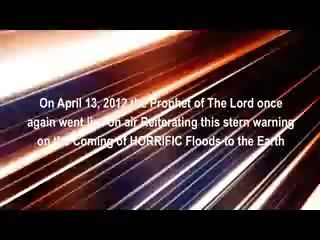 On April 13, 2012 the Prophet of The Lord once
again went live on air Reiterating this stern warning
on the Coming of HORRIFIC Floods to the Earth